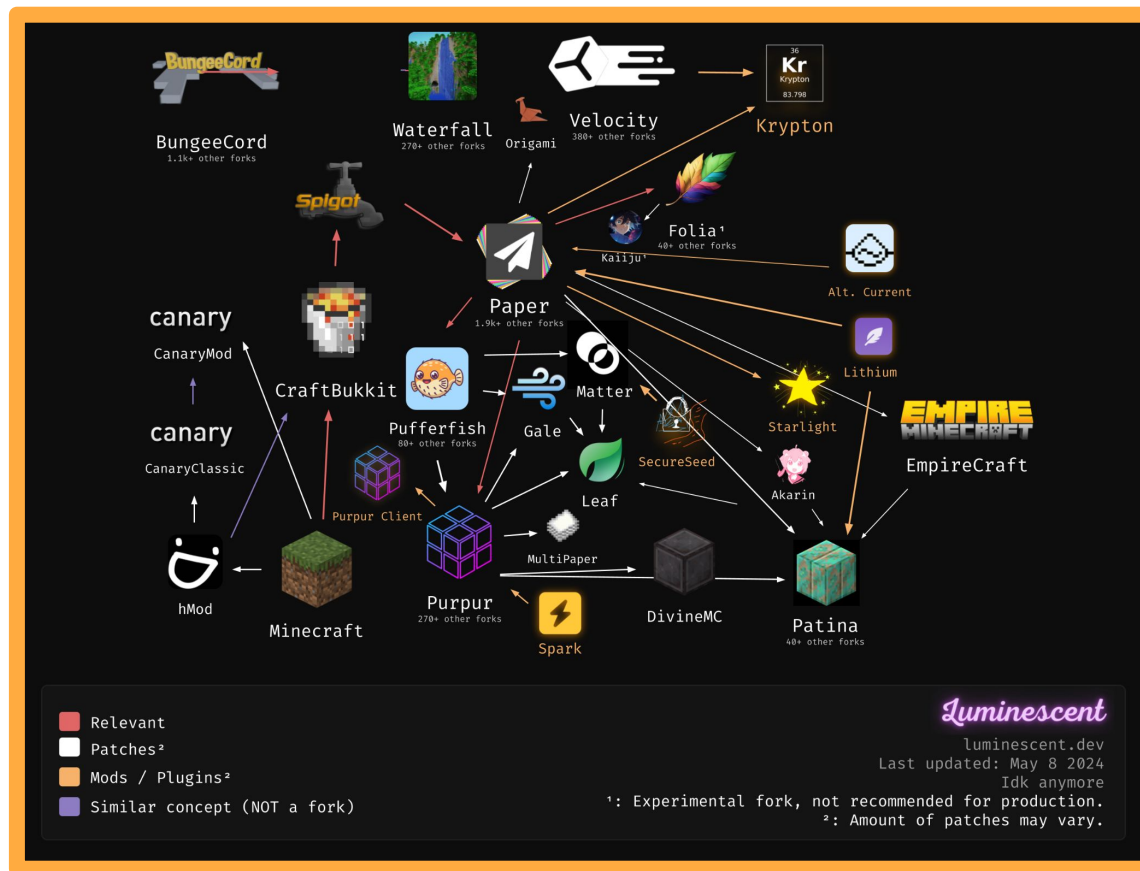 BungeeCord
BungeeCord
1.1k+ other forks
Waterfall
270+ other forks
Origami
Velocity
380+ other forks
36
Kr
Krypton
83.798
Krypton
Spigot
Folia¹
40+ other forks
Kaiiju¹
Alt. Current
Paper
1.9k+ other forks
canary
CanaryMod
CraftBukkit
Lithium
Matter
Pufferfish
80+ other forks
Gale
Starlight
EMPIRE
MINECRAFT
EmpireCraft
canary
CanaryClassic
SecureSeed
Akarin
Leaf
Purpur Client
MultiPaper
hMod
Minecraft
Purpur
270+ other forks
Spark
DivineMC
Patina
40+ other forks
Relevant
Patches²
Mods / Plugins²
Similar concept (NOT a fork)
Luminescent
luminescent.dev
Last updated: May 8 2024
Idk anymore
¹: Experimental fork, not recommended for production.
²: Amount of patches may vary.